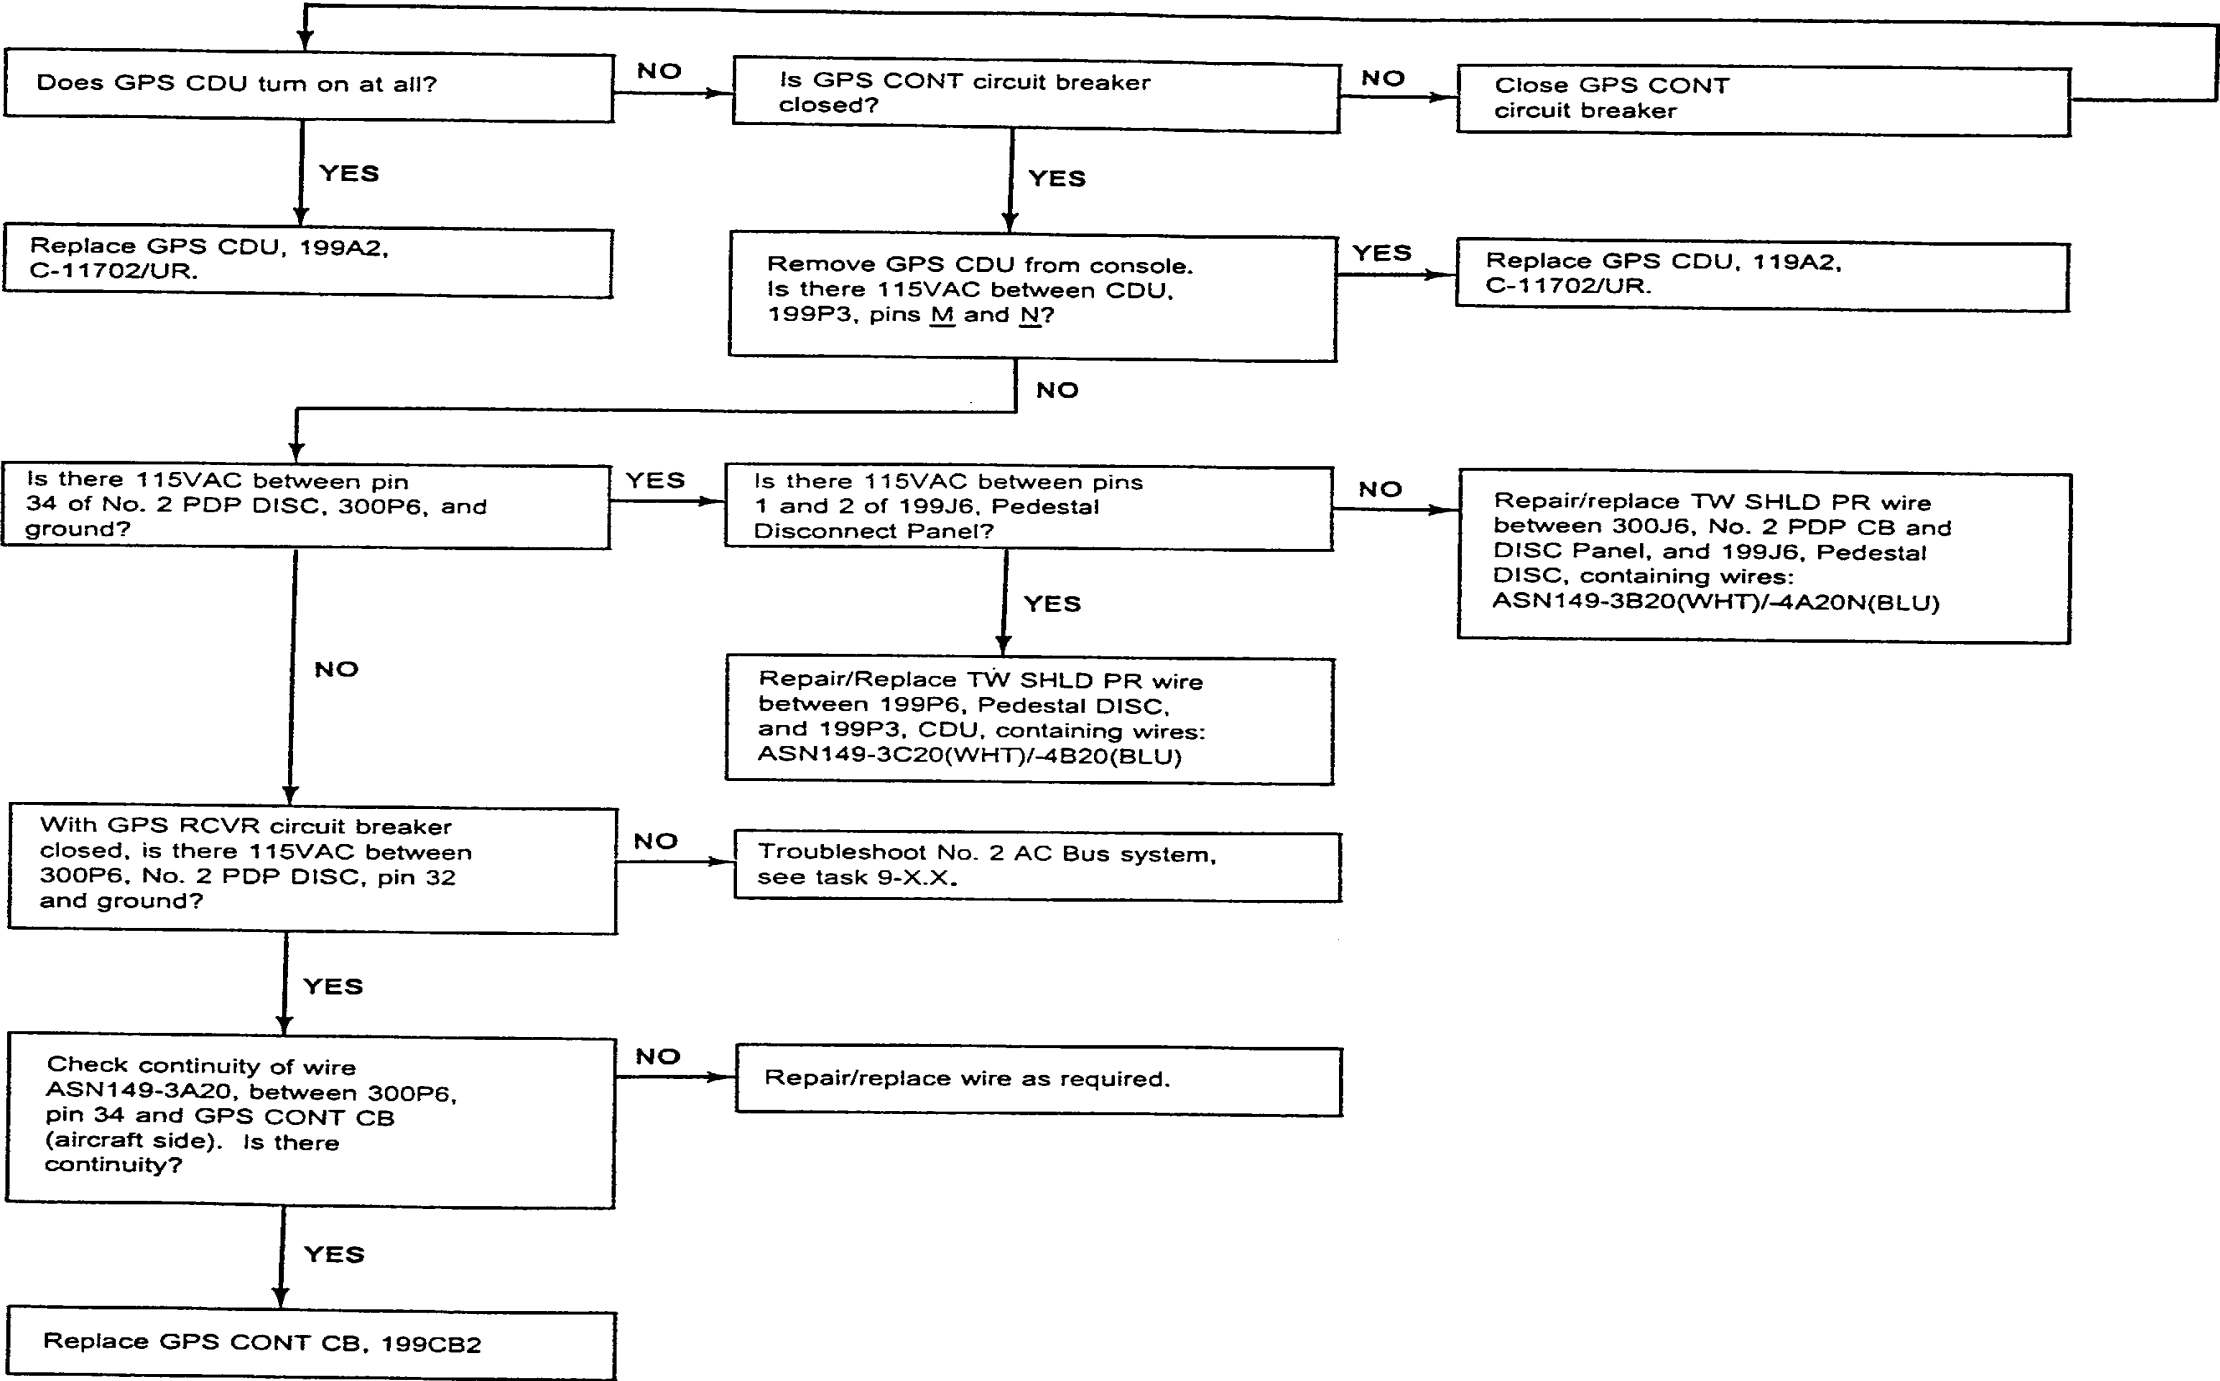 Does GPS CDU turn on at all?
NO
Is GPS CONT circuit breaker
closed?
NO
Close GPS CONT
circuit breaker
YES
YES
Replace GPS CDU, 199A2,
C-11702/UR.
Remove GPS CDU from console.
Is there 115VAC between CDU,
199P3, pins M and N?
YES
Replace GPS CDU, 119A2,
C-11702/UR.
NO
Is there 115VAC between pin
34 of No. 2 PDP DISC, 300P6, and
ground?
YES
Is there 115VAC between pins
1 and 2 of 199J6, Pedestal
Disconnect Panel?
NO
Repair/replace TW SHLD PR wire
between 300J6, No. 2 PDP CB and
DISC Panel, and 199J6, Pedestal
DISC, containing wires:
ASN149-3B20(WHT)/-4A20N(BLU)
YES
NO
Repair/Replace TW SHLD PR wire
between 199P6, Pedestal DISC,
and 199P3, CDU, containing wires:
ASN149-3C20(WHT)/-4B20(BLU)
With GPS RCVR circuit breaker
closed, is there 115VAC between
300P6, No. 2 PDP DISC, pin 32
and ground?
NO
Troubleshoot No. 2 AC Bus system,
see task 9-X.X.
YES
Check continuity of wire
ASN149-3A20, between 300P6,
pin 34 and GPS CONT CB
(aircraft side). Is there
continuity?
NO
Repair/replace wire as required.
YES
Replace GPS CONT CB, 199CB2